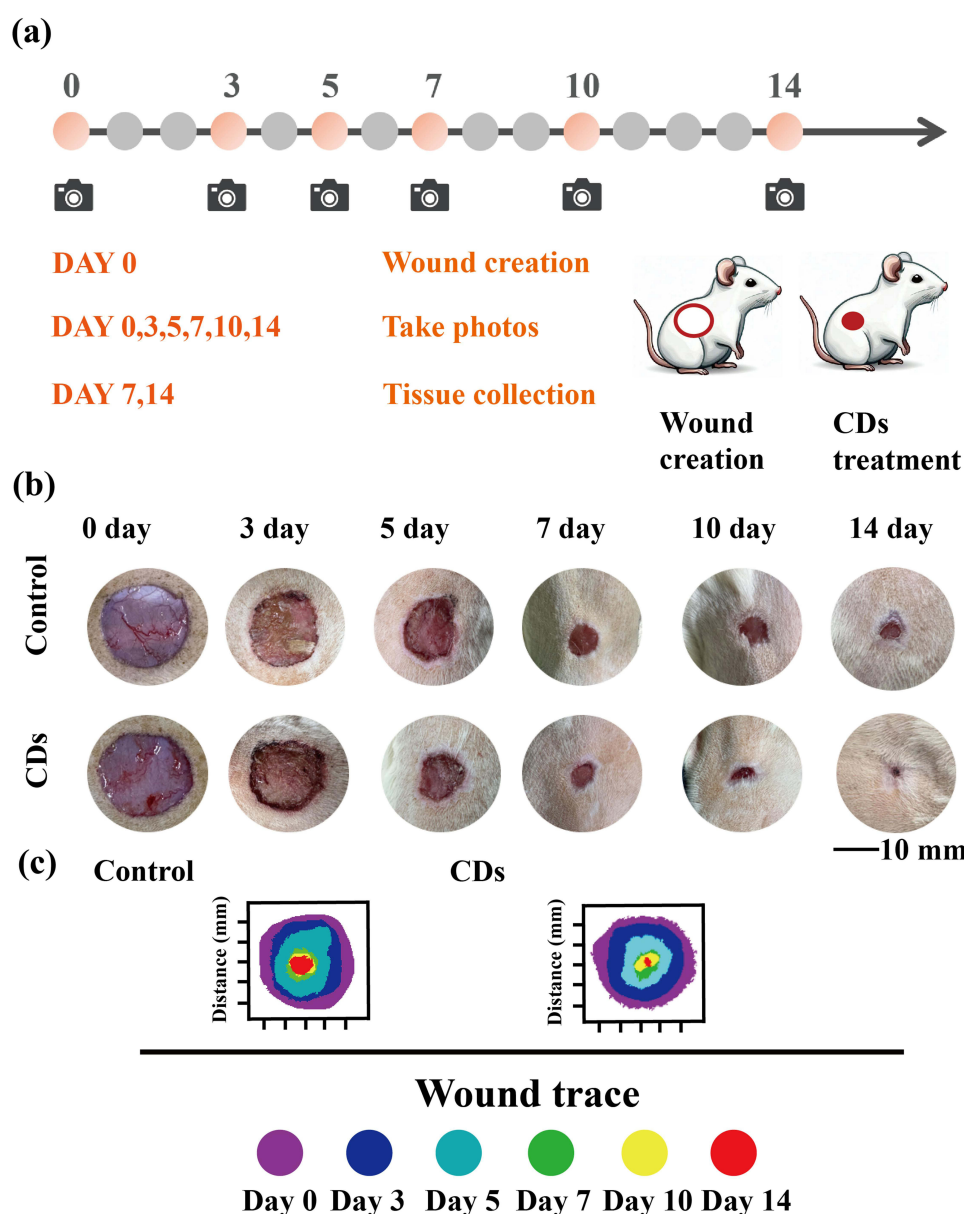 (a)
0 3 5 7 10 14
DAY 0 Wound creation
DAY 0,3,5,7,10,14 Take photos
DAY 7,14 Tissue collection
Wound creation
CDs treatment
(b)
0 day 3 day 5 day 7 day 10 day 14 day
Control
CDs
10 mm
(c)
Control CDs
Distance (mm)
Distance (mm)
Wound trace
Day 0 Day 3 Day 5 Day 7 Day 10 Day 14